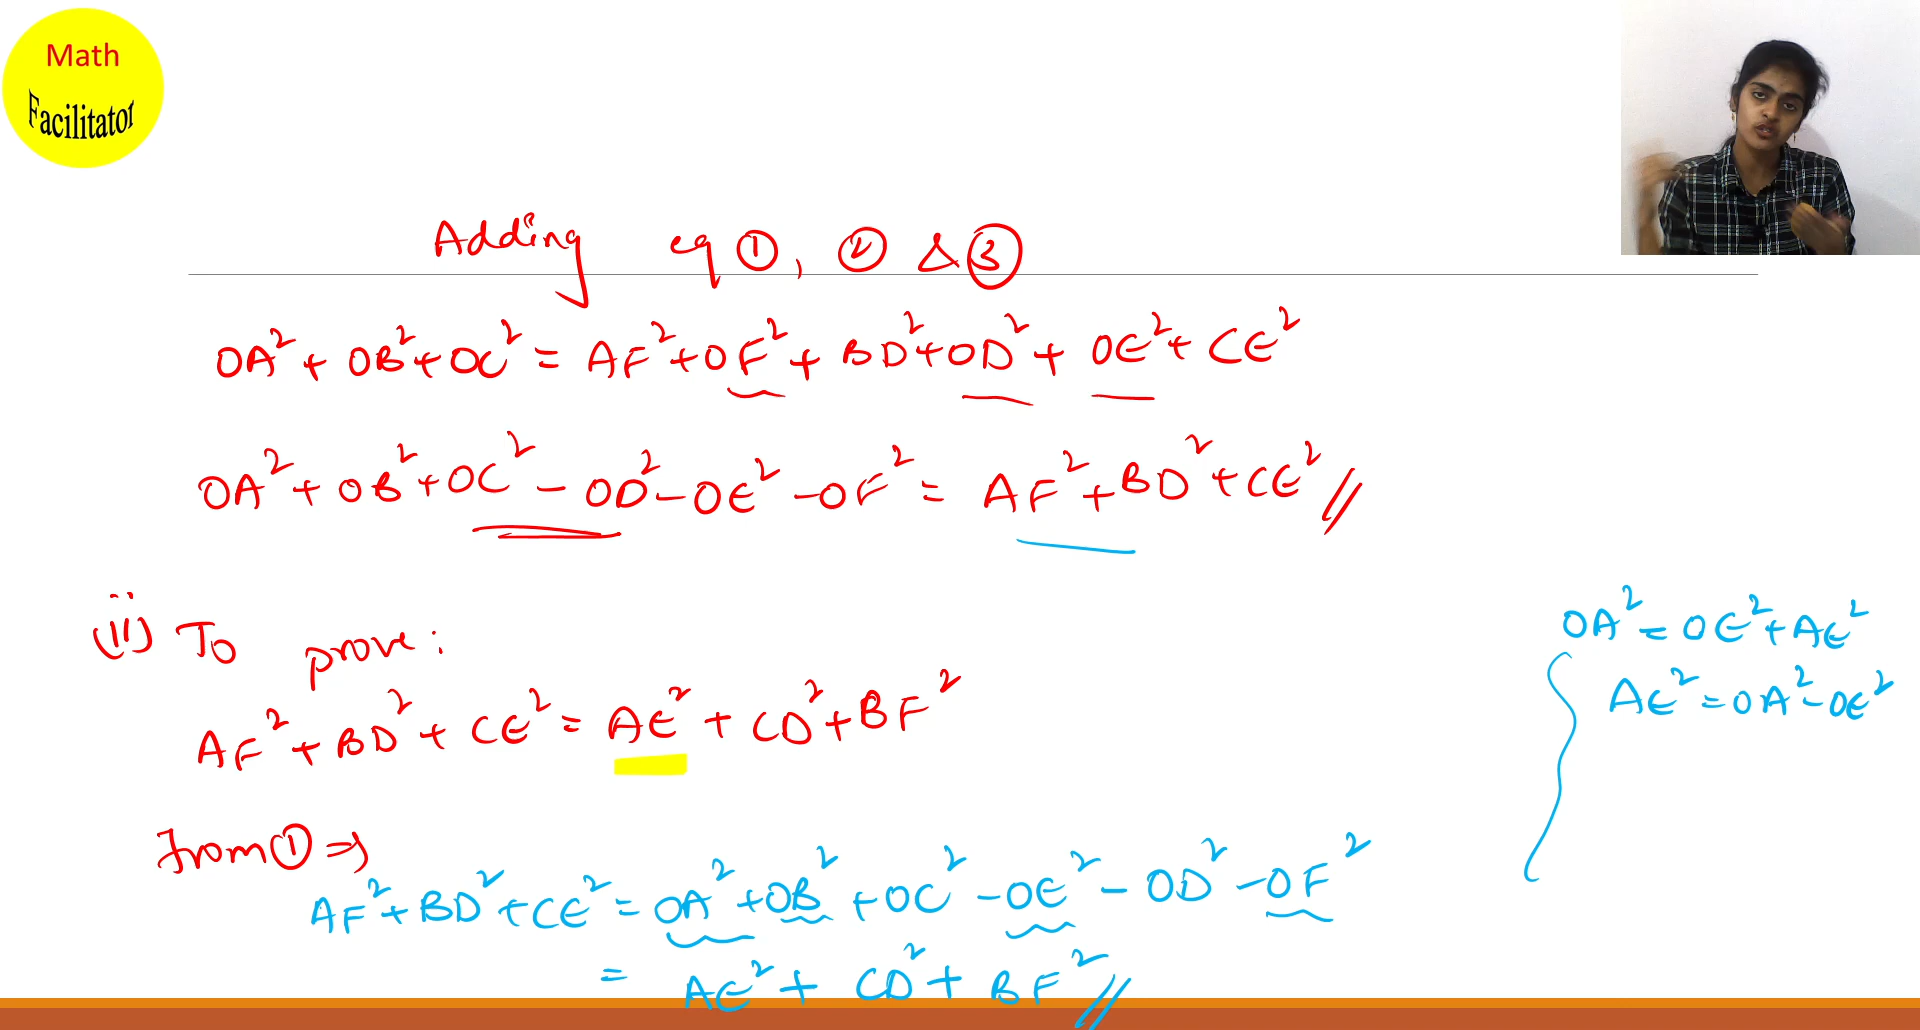 Math
Facilitator
Adding eq ①, ② & ③
OA² + OB² + OC² = AF² + OF² + BD² + OD² + OE² + CE²
OA² + OB² + OC² - OD² - OE² - OF² = AF² + BD² + CE² //
(ii) To prove:
AF² + BD² + CE² = AE² + CD² + BF²
From ① ⇒
AF² + BD² + CE² = OA² + OB² + OC² - OE² - OD² - OF²
= AE² + CD² + BF² //
OA² = OE² + AE²
AE² = OA² - OE²